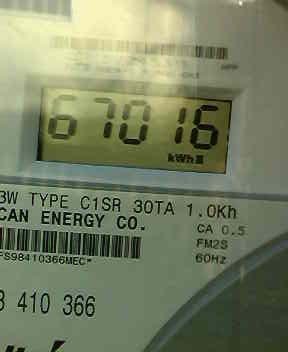 67016
kWh
3W TYPE C1SR 30TA 1.0Kh
CAN ENERGY CO.
CA 0.5
FM2S
FS98410366MEC*
60Hz
3 410 366